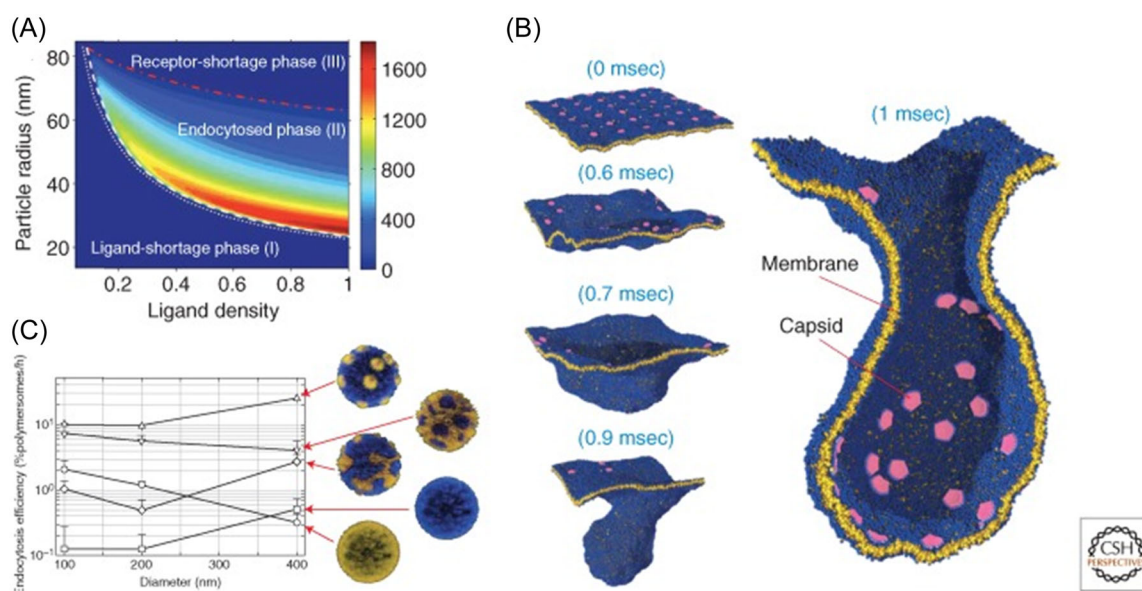 (A)
80
60
40
20
Particle radius (nm)
Receptor-shortage phase (III)
Endocytosed phase (II)
Ligand-shortage phase (I)
0.2 0.4 0.6 0.8 1
Ligand density
1600
1200
800
400
0
(B)
(0 msec)
(0.6 msec)
(0.7 msec)
(0.9 msec)
(1 msec)
Membrane
Capsid
(C)
Endocytosis efficiency (%polymersomes/h)
10¹
10⁰
10⁻¹
100 200 300 400
Diameter (nm)
CSH
PERSPECTIVES